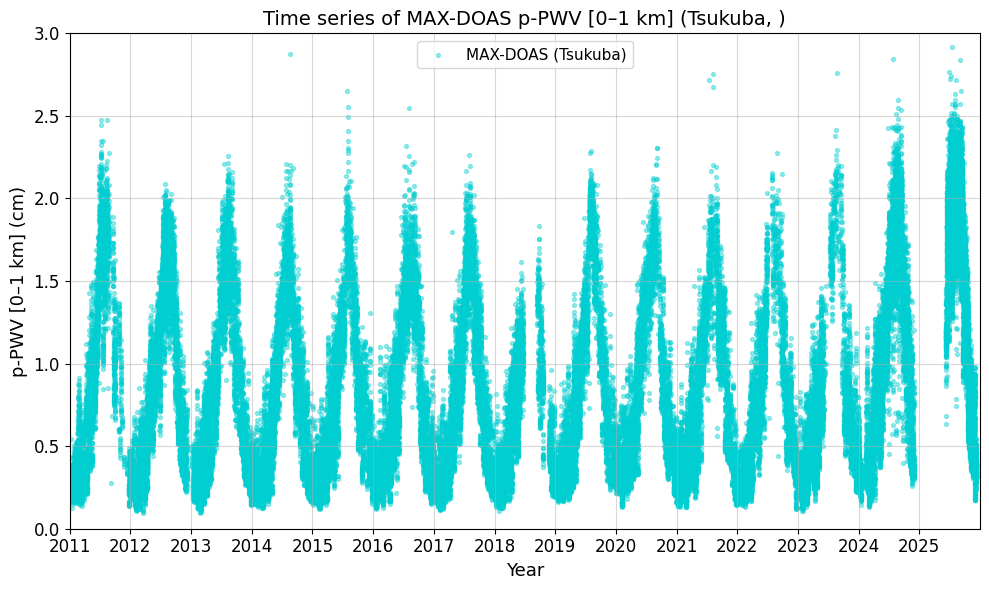 Time series of MAX-DOAS p-PWV [0–1 km] (Tsukuba, )
MAX-DOAS (Tsukuba)
p-PWV [0–1 km] (cm)
3.0
2.5
2.0
1.5
1.0
0.5
0.0
2011 2012 2013 2014 2015 2016 2017 2018 2019 2020 2021 2022 2023 2024 2025
Year